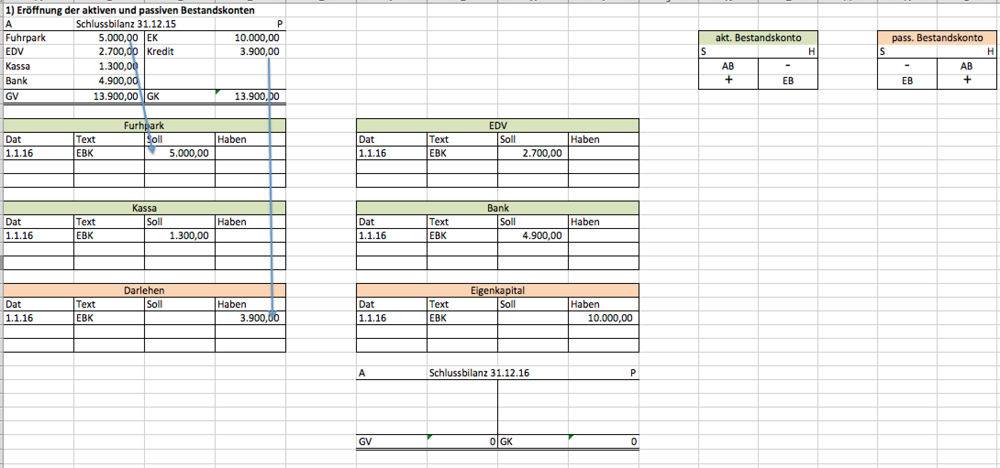 1) Eröffnung der aktiven und passiven Bestandskonten
A Schlussbilanz 31.12.15 P
Fuhrpark 5.000,00 EK 10.000,00
EDV 2.700,00 Kredit 3.900,00
Kassa 1.300,00
Bank 4.900,00
GV 13.900,00 GK 13.900,00
akt. Bestandskonto
S H
AB -
+ EB
pass. Bestandskonto
S H
- AB
EB +
Furhpark
Dat Text Soll Haben
1.1.16 EBK 5.000,00
EDV
Dat Text Soll Haben
1.1.16 EBK 2.700,00
Kassa
Dat Text Soll Haben
1.1.16 EBK 1.300,00
Bank
Dat Text Soll Haben
1.1.16 EBK 4.900,00
Darlehen
Dat Text Soll Haben
1.1.16 EBK 3.900,00
Eigenkapital
Dat Text Soll Haben
1.1.16 EBK 10.000,00
A Schlussbilanz 31.12.16 P
GV 0 GK 0